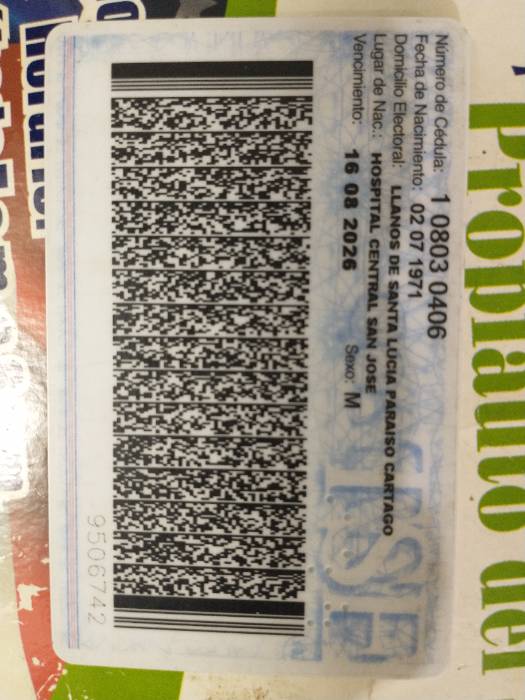 Número de Cédula: 1 0803 0406
Fecha de Nacimiento: 02 07 1971
Domicilio Electoral: LLANOS DE SANTA LUCIA PARAISO CARTAGO
Lugar de Nac.: HOSPITAL CENTRAL SAN JOSE
Vencimiento: 16 08 2026 Sexo: M
9506742